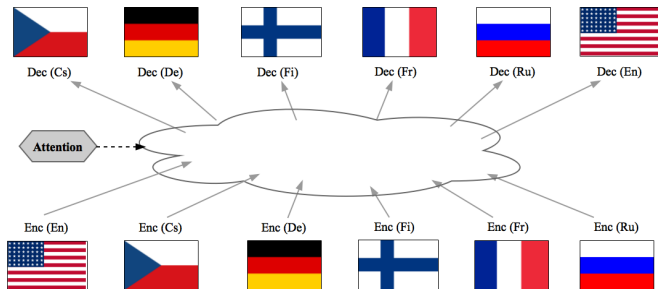 Dec (Cs) Dec (De) Dec (Fi) Dec (Fr) Dec (Ru) Dec (En)
Attention
Enc (En) Enc (Cs) Enc (De) Enc (Fi) Enc (Fr) Enc (Ru)